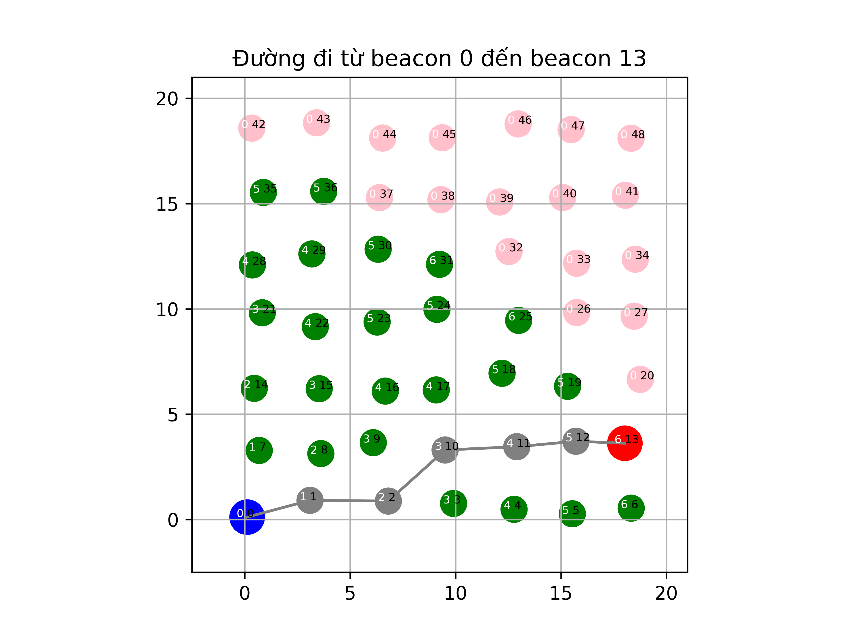 Đường đi từ beacon 0 đến beacon 13
20
0 42 0 43 0 44 0 45 0 46 0 47 0 48
15
5 35 5 36 0 37 0 38 0 39 0 40 0 41
4 28 4 29 5 30 6 31 0 32 0 33 0 34
10
3 21 4 22 5 23 5 24 6 25 0 26 0 27
2 14 3 15 4 16 4 17 5 18 5 19 0 20
5
1 7 2 8 3 9 3 10 4 11 5 12 6 13
0
0 0 1 1 2 2 3 3 4 4 5 5 6 6
0 5 10 15 20